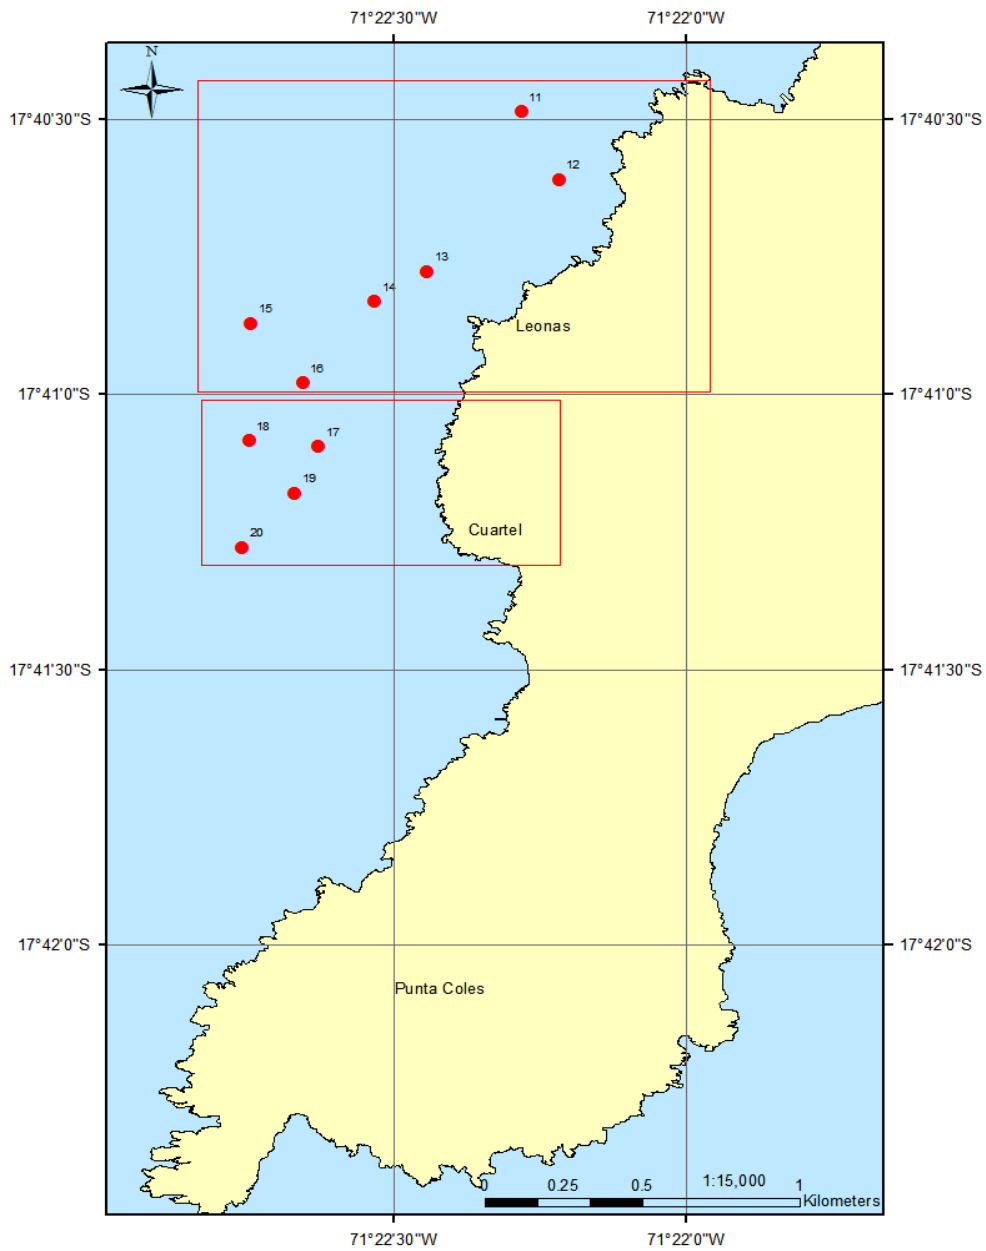 71°22'30"W 71°22'0"W
N
11
17°40'30"S 17°40'30"S
12
13
14
15
Leonas
16
17°41'0"S 17°41'0"S
18 17
19
Cuartel
20
17°41'30"S 17°41'30"S
17°42'0"S 17°42'0"S
Punta Coles
0 0.25 0.5 1:15,000 1
Kilometers
71°22'30"W 71°22'0"W